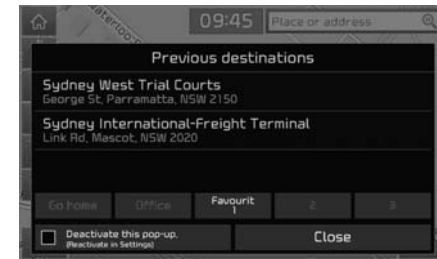 Waterloo
09:45 Place or address
Previous destinations
Sydney West Trial Courts
George St, Parramatta, NSW 2150
Sydney International-Freight Terminal
Link Rd, Mascot, NSW 2020
Go home Office Favourit 2 3
1
Deactivate this pop-up. Close
(Reactivate in Settings)